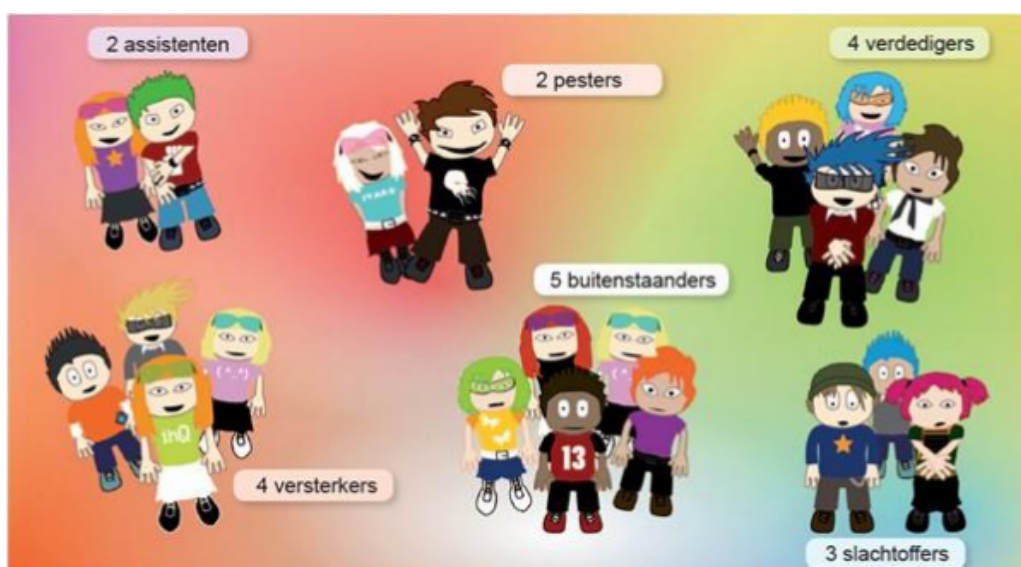 2 assistenten
2 pesters
4 verdedigers
5 buitenstaanders
4 versterkers
3 slachtoffers
inQ
13